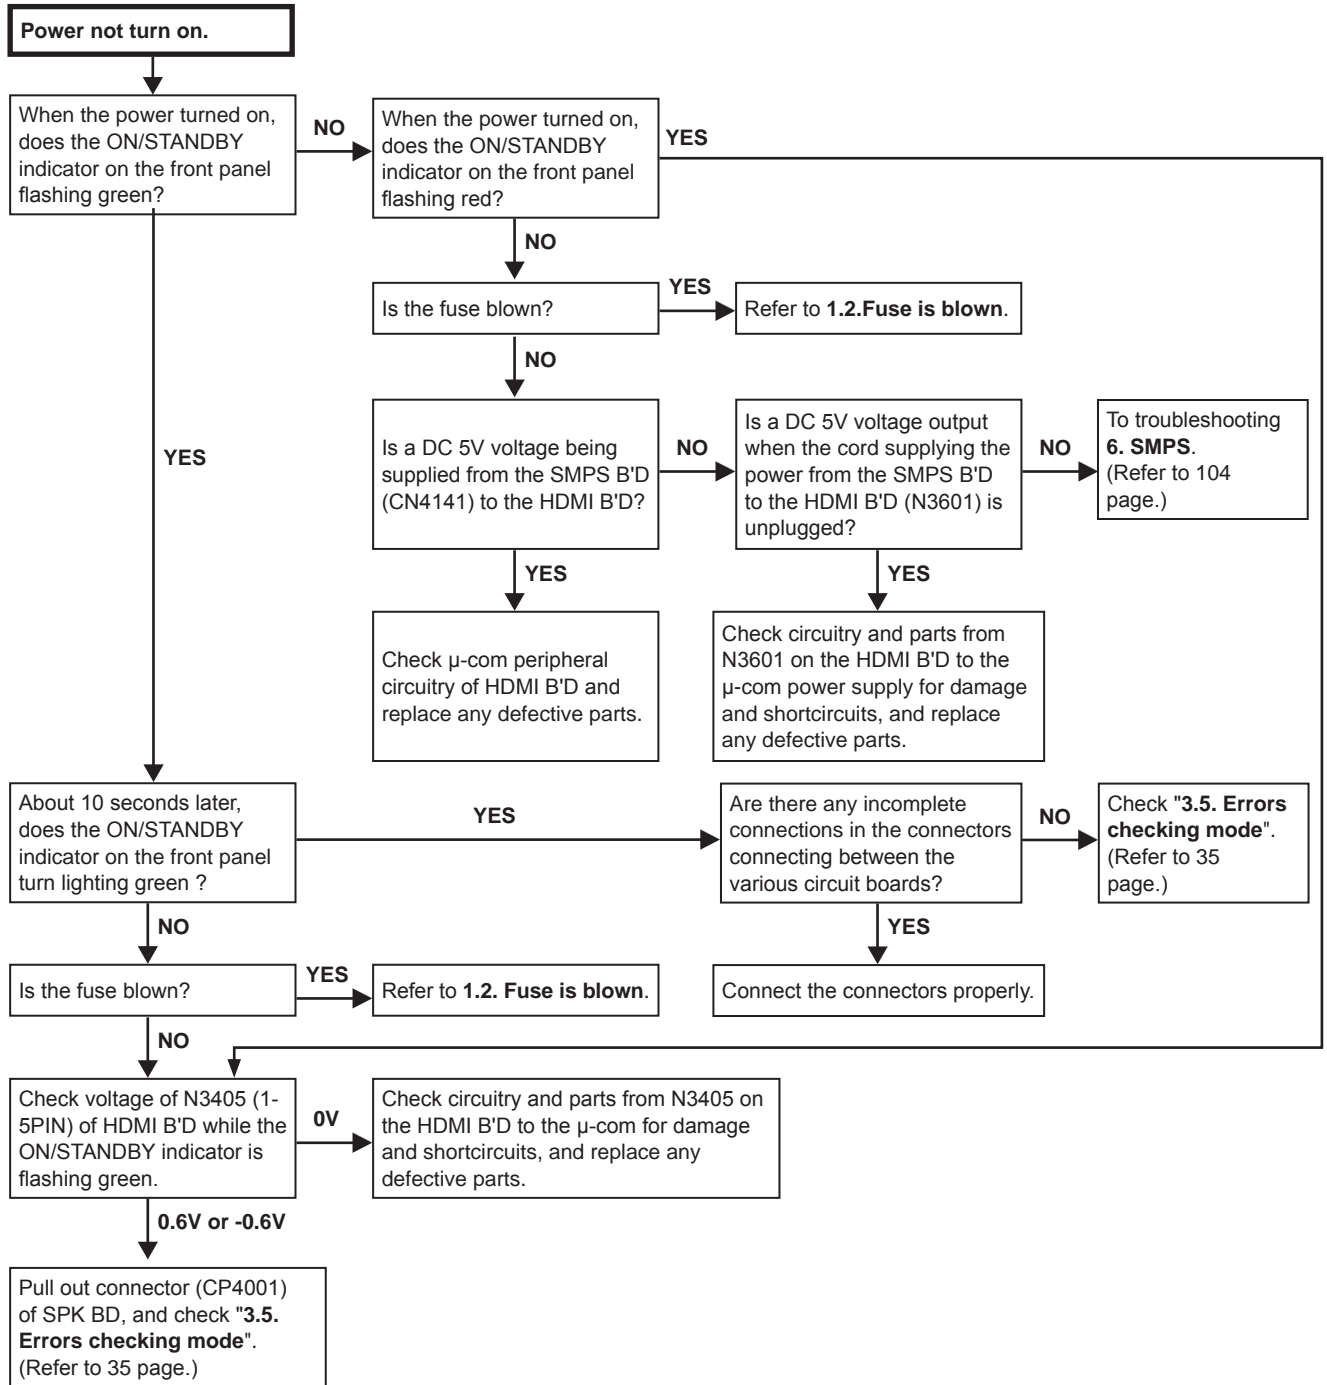 Power not turn on.
When the power turned on,
does the ON/STANDBY
indicator on the front panel
flashing green?
NO
When the power turned on,
does the ON/STANDBY
indicator on the front panel
flashing red?
YES
NO
Is the fuse blown?
YES
Refer to 1.2.Fuse is blown.
NO
YES
Is a DC 5V voltage being
supplied from the SMPS B'D
(CN4141) to the HDMI B'D?
NO
Is a DC 5V voltage output
when the cord supplying the
power from the SMPS B'D
to the HDMI B'D (N3601) is
unplugged?
NO
To troubleshooting
6. SMPS.
(Refer to 104
page.)
YES
YES
Check µ-com peripheral
circuitry of HDMI B'D and
replace any defective parts.
Check circuitry and parts from
N3601 on the HDMI B'D to the
µ-com power supply for damage
and shortcircuits, and replace
any defective parts.
About 10 seconds later,
does the ON/STANDBY
indicator on the front panel
turn lighting green ?
YES
Are there any incomplete
connections in the connectors
connecting between the
various circuit boards?
NO
Check "3.5. Errors
checking mode".
(Refer to 35
page.)
NO
YES
Is the fuse blown?
YES
Refer to 1.2. Fuse is blown.
Connect the connectors properly.
NO
Check voltage of N3405 (1-
5PIN) of HDMI B'D while the
ON/STANDBY indicator is
flashing green.
0V
Check circuitry and parts from N3405 on
the HDMI B'D to the µ-com for damage
and shortcircuits, and replace any
defective parts.
0.6V or -0.6V
Pull out connector (CP4001)
of SPK BD, and check "3.5.
Errors checking mode".
(Refer to 35 page.)